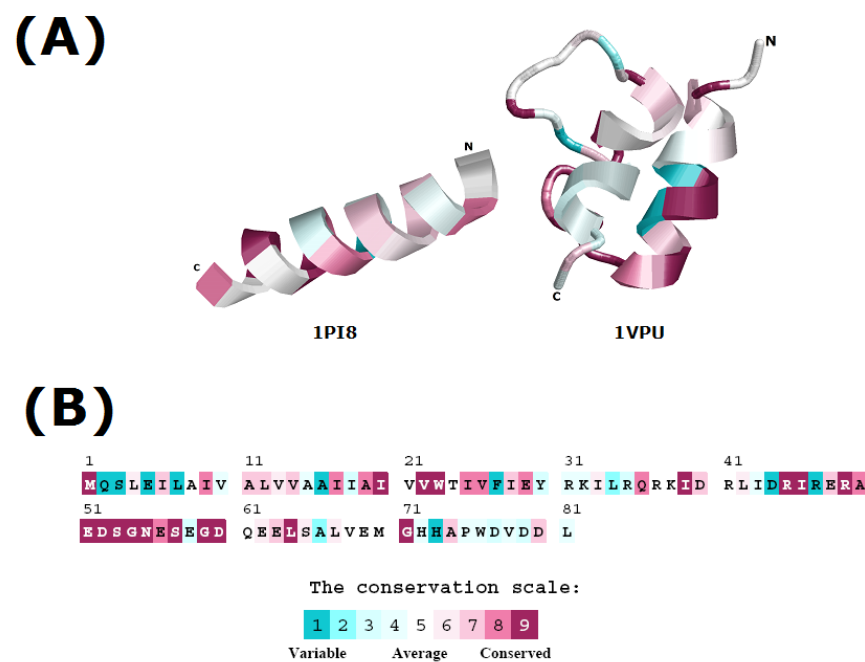 (A)
N
N
C
C
1PI8 1VPU
(B)
1 11 21 31 41
MQSLEILAIV ALVVAAIIAI VVWTIVFIEY RKILRQRKID RLIDRIRERA
51 61 71 81
EDSGNESEGD QEELSALVEM GHHAPWDVDD L
The conservation scale:
1 2 3 4 5 6 7 8 9
Variable Average Conserved